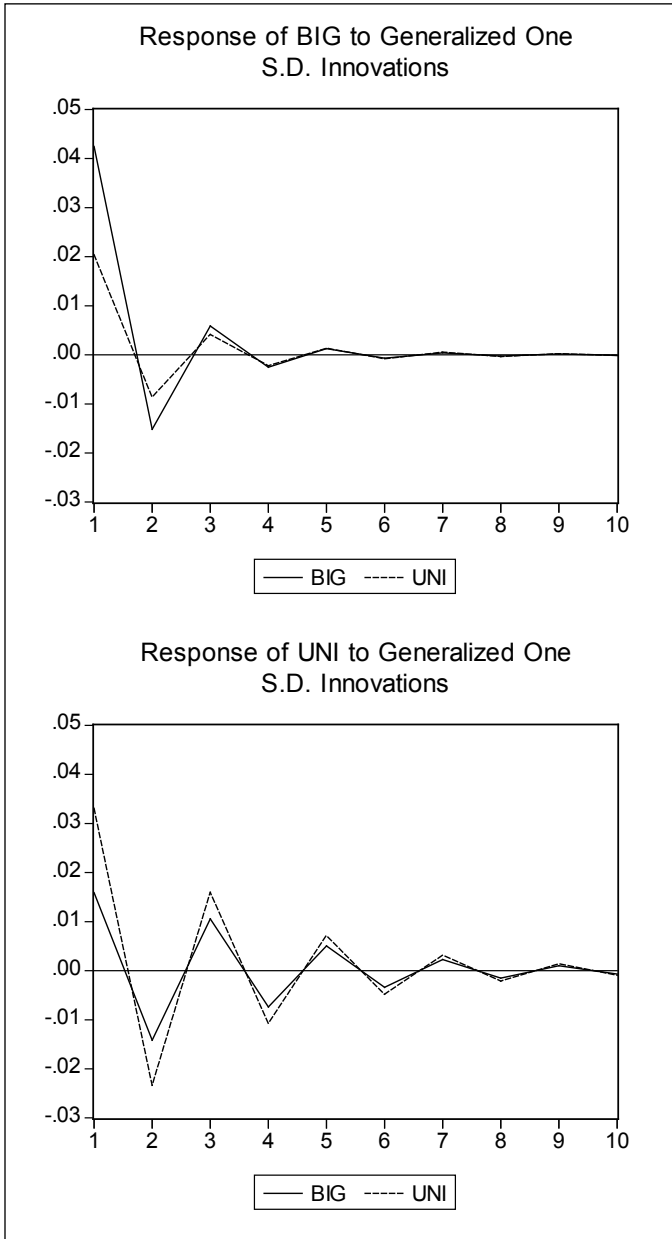 Response of BIG to Generalized One
S.D. Innovations
.05
.04
.03
.02
.01
.00
-.01
-.02
-.03
1 2 3 4 5 6 7 8 9 10
BIG UNI
Response of UNI to Generalized One
S.D. Innovations
.05
.04
.03
.02
.01
.00
-.01
-.02
-.03
1 2 3 4 5 6 7 8 9 10
BIG UNI